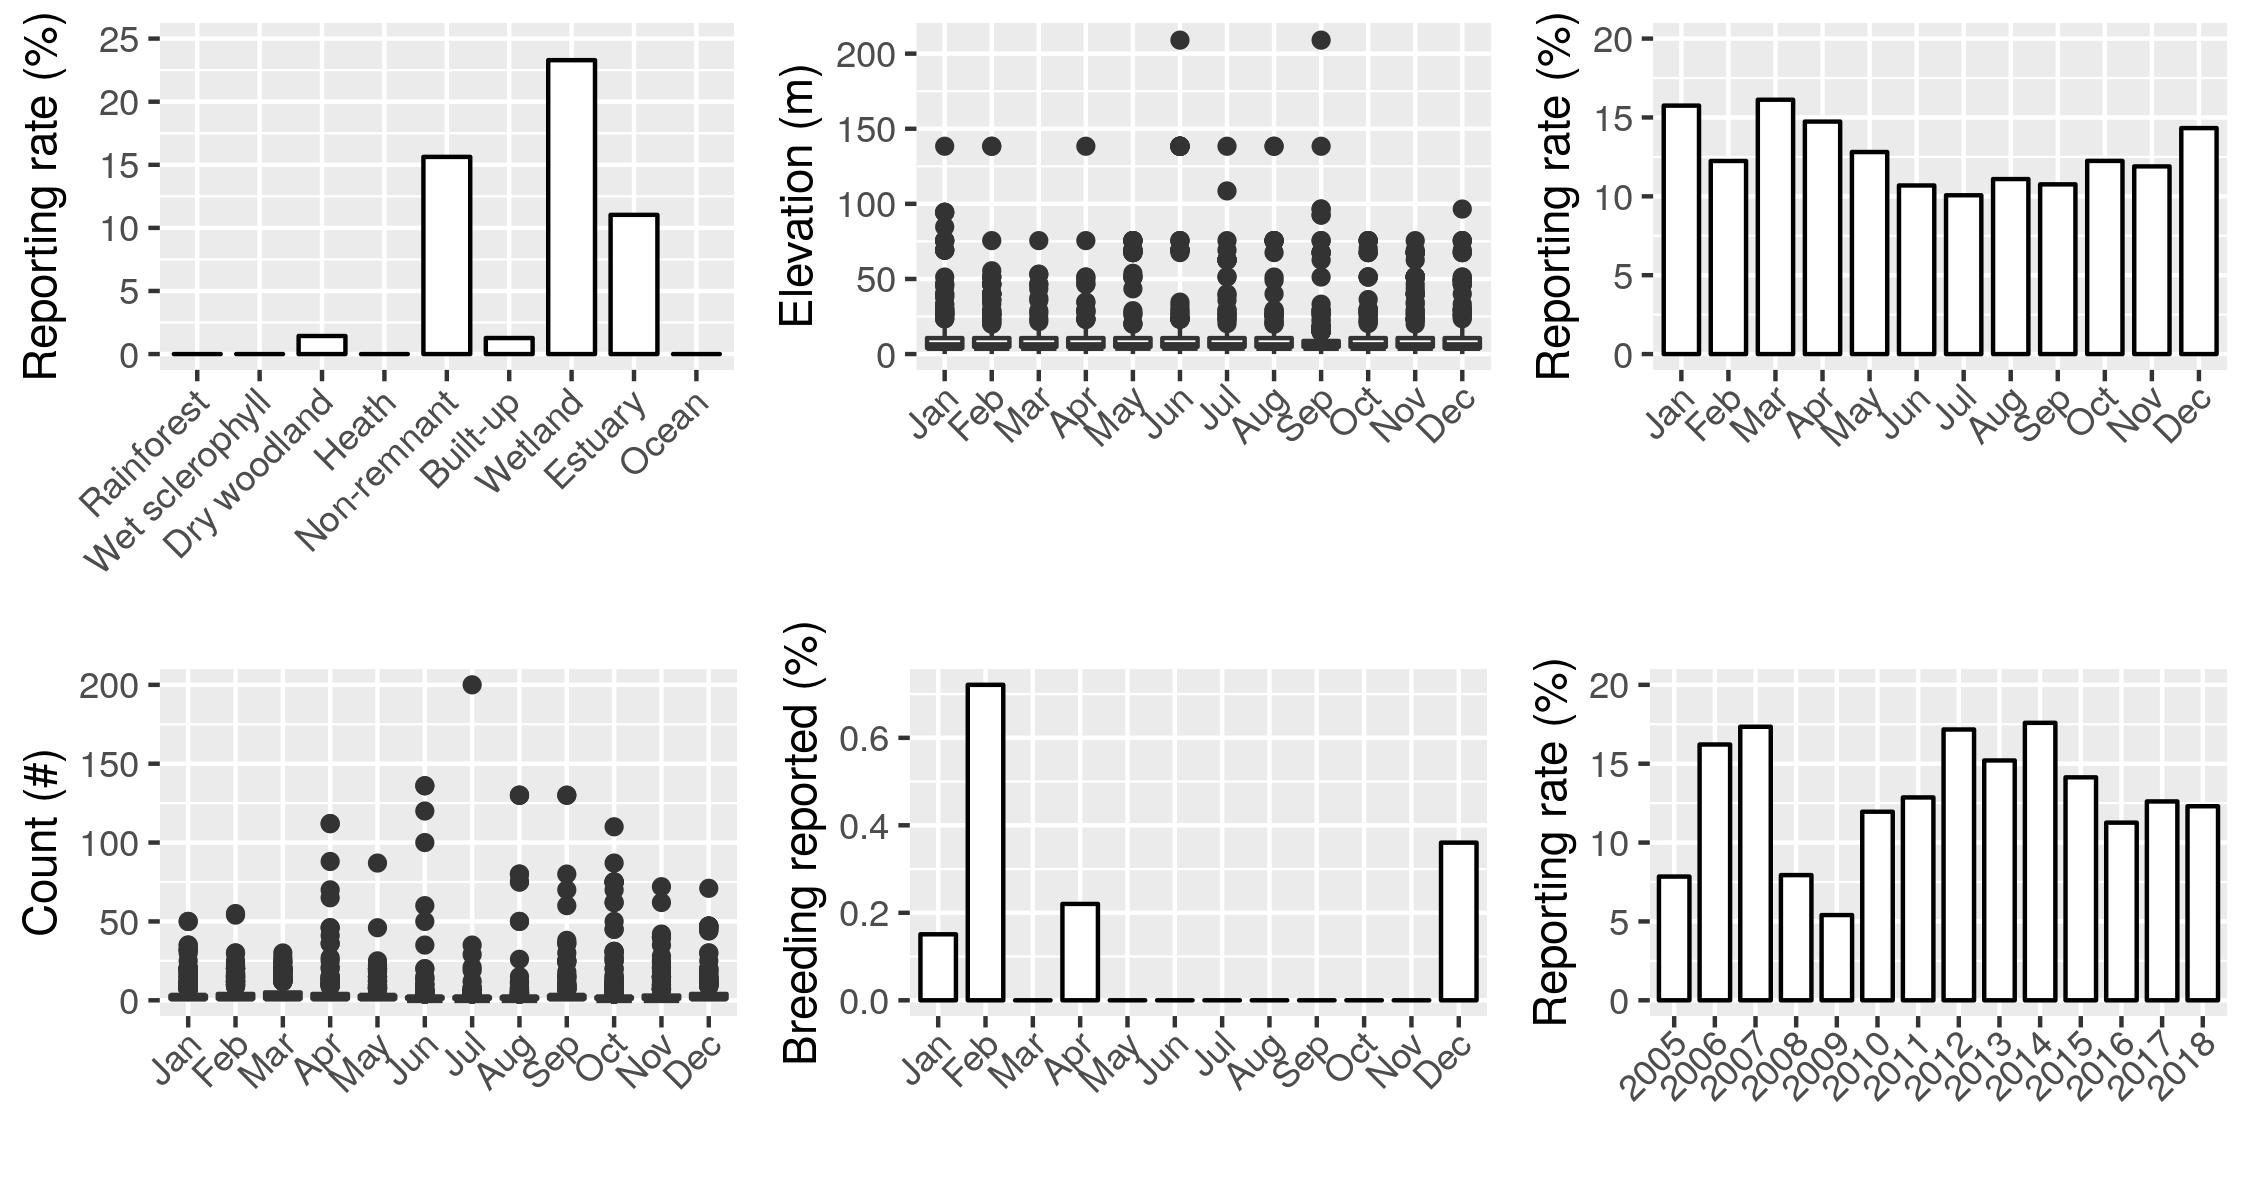 Reporting rate (%)
25
20
15
10
5
0
Rainforest
Wet sclerophyll
Dry woodland
Heath
Non-remnant
Built-up
Wetland
Estuary
Ocean
Elevation (m)
200
150
100
50
0
Jan
Feb
Mar
Apr
May
Jun
Jul
Aug
Sep
Oct
Nov
Dec
Reporting rate (%)
20
15
10
5
0
Jan
Feb
Mar
Apr
May
Jun
Jul
Aug
Sep
Oct
Nov
Dec
Count (#)
200
150
100
50
0
Jan
Feb
Mar
Apr
May
Jun
Jul
Aug
Sep
Oct
Nov
Dec
Breeding reported (%)
0.6
0.4
0.2
0.0
Jan
Feb
Mar
Apr
May
Jun
Jul
Aug
Sep
Oct
Nov
Dec
Reporting rate (%)
20
15
10
5
0
2005
2006
2007
2008
2009
2010
2011
2012
2013
2014
2015
2016
2017
2018